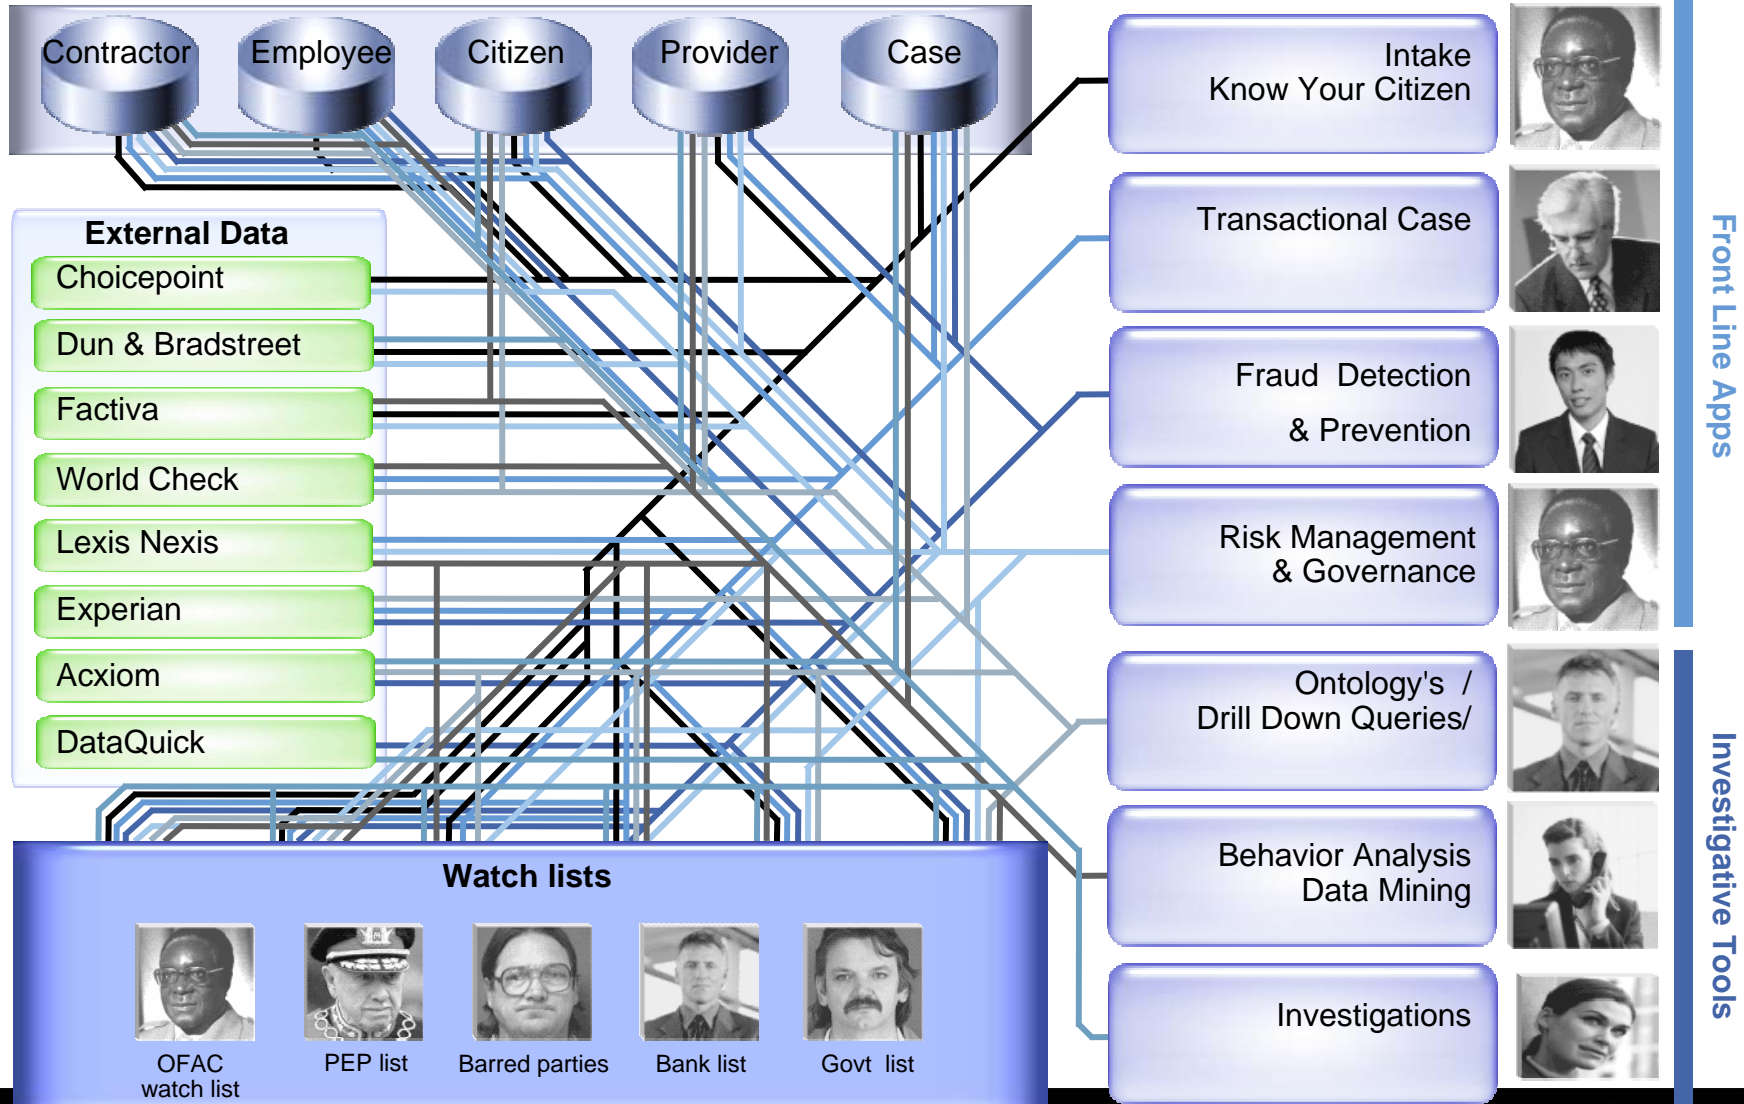 Contractor
Employee
Citizen
Provider
Case
External Data
Choicepoint
Dun & Bradstreet
Factiva
World Check
Lexis Nexis
Experian
Acxiom
DataQuick
Watch lists
OFAC
watch list
PEP list
Barred parties
Bank list
Govt  list
Intake
Know Your Citizen
Transactional Case
Fraud  Detection
& Prevention
Risk Management
& Governance
Ontology's  /
Drill Down Queries/
Behavior Analysis
Data Mining
Investigations
Front Line Apps
Investigative Tools